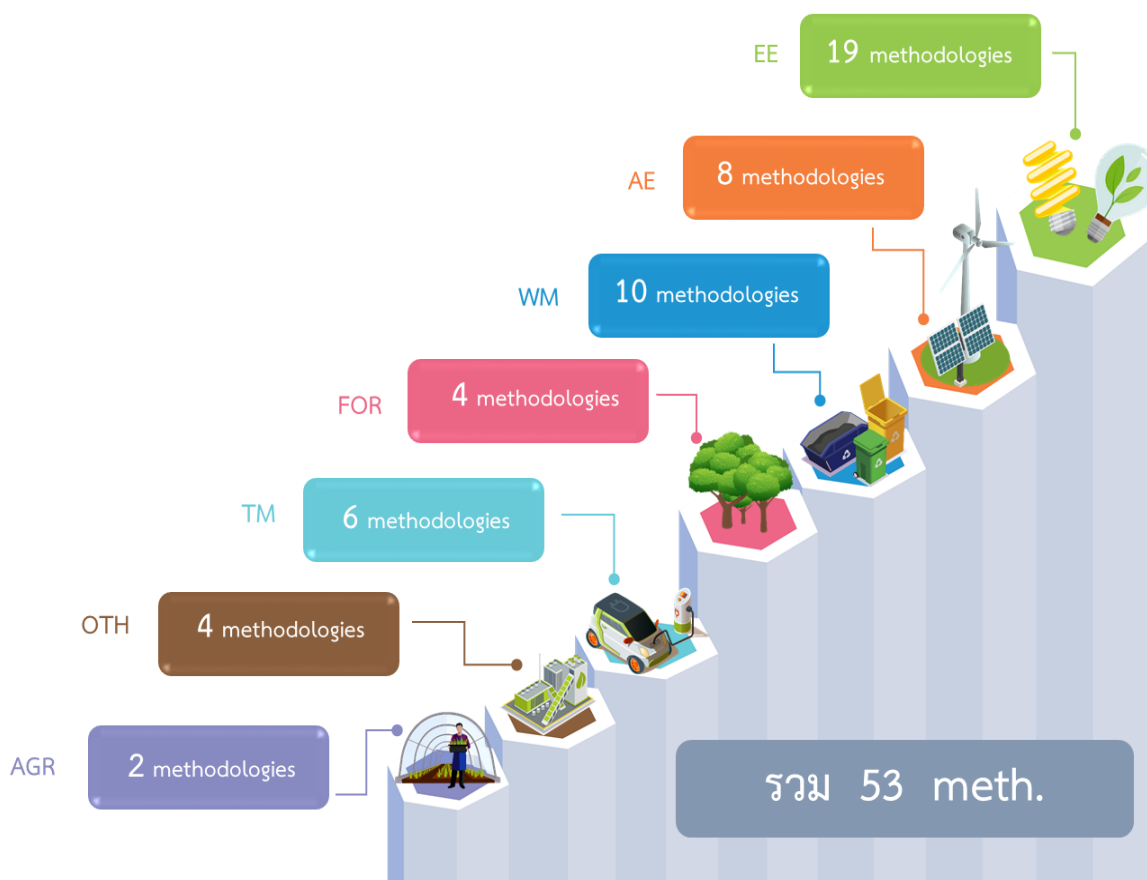 EE 19 methodologies
AE 8 methodologies
WM 10 methodologies
FOR 4 methodologies
TM 6 methodologies
OTH 4 methodologies
AGR 2 methodologies
รวม 53 meth.